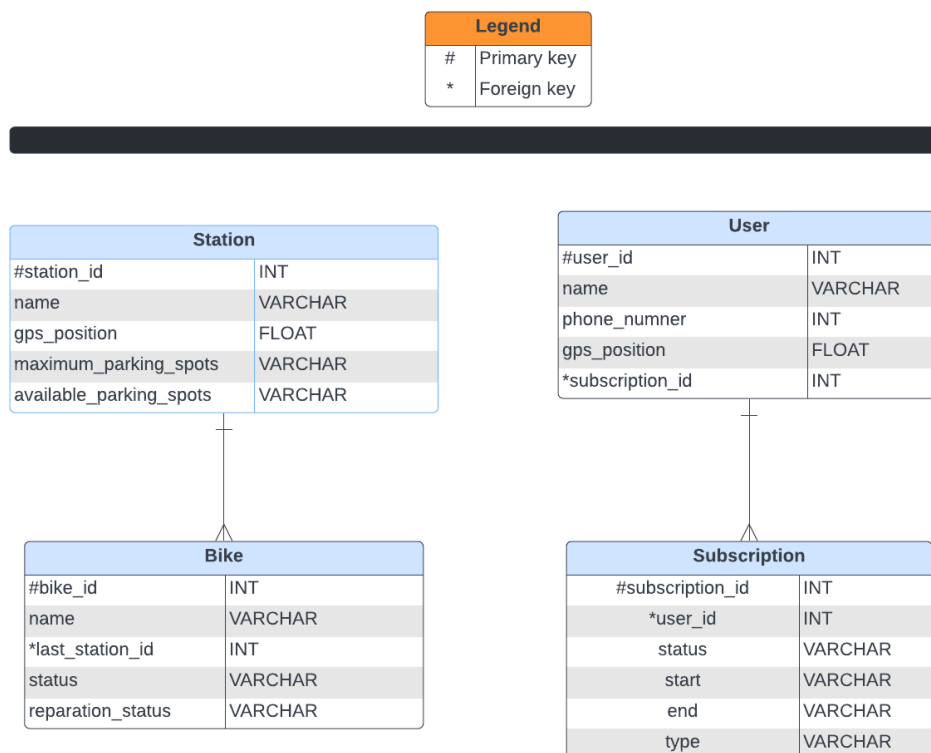 Legend
# Primary key
* Foreign key
Station
#station_id INT
name VARCHAR
gps_position FLOAT
maximum_parking_spots VARCHAR
available_parking_spots VARCHAR
User
#user_id INT
name VARCHAR
phone_numner INT
gps_position FLOAT
*subscription_id INT
Bike
#bike_id INT
name VARCHAR
*last_station_id INT
status VARCHAR
reparation_status VARCHAR
Subscription
#subscription_id INT
*user_id INT
status VARCHAR
start VARCHAR
end VARCHAR
type VARCHAR